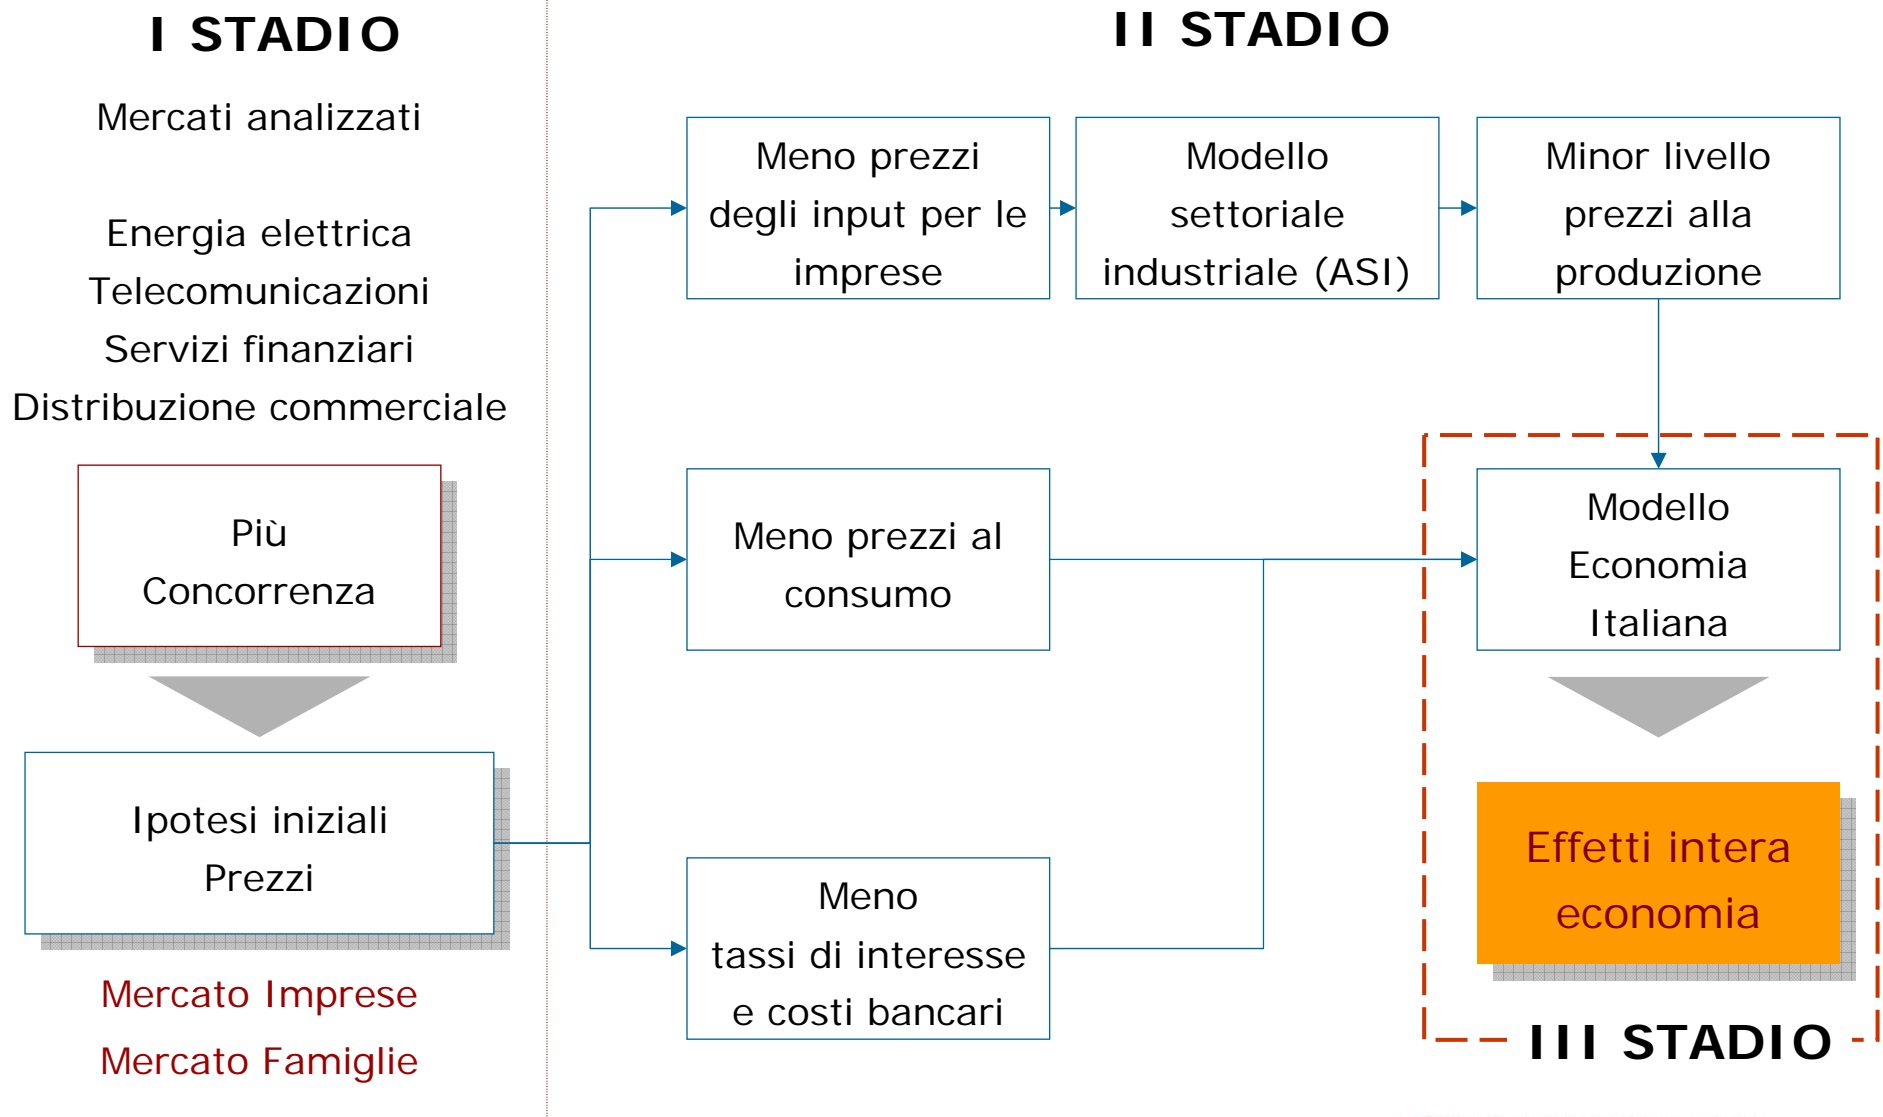 I STADIO
Mercati analizzati
Energia elettrica
Telecomunicazioni
Servizi finanziari
Distribuzione commerciale
Più
Concorrenza
Ipotesi iniziali
Prezzi
Mercato Imprese
Mercato Famiglie
II STADIO
Meno prezzi
degli input per le
imprese
Modello
settoriale
industriale (ASI)
Minor livello
prezzi alla
produzione
Meno prezzi al
consumo
Meno
tassi di interesse
e costi bancari
Modello
Economia
Italiana
Effetti intera
economia
III STADIO